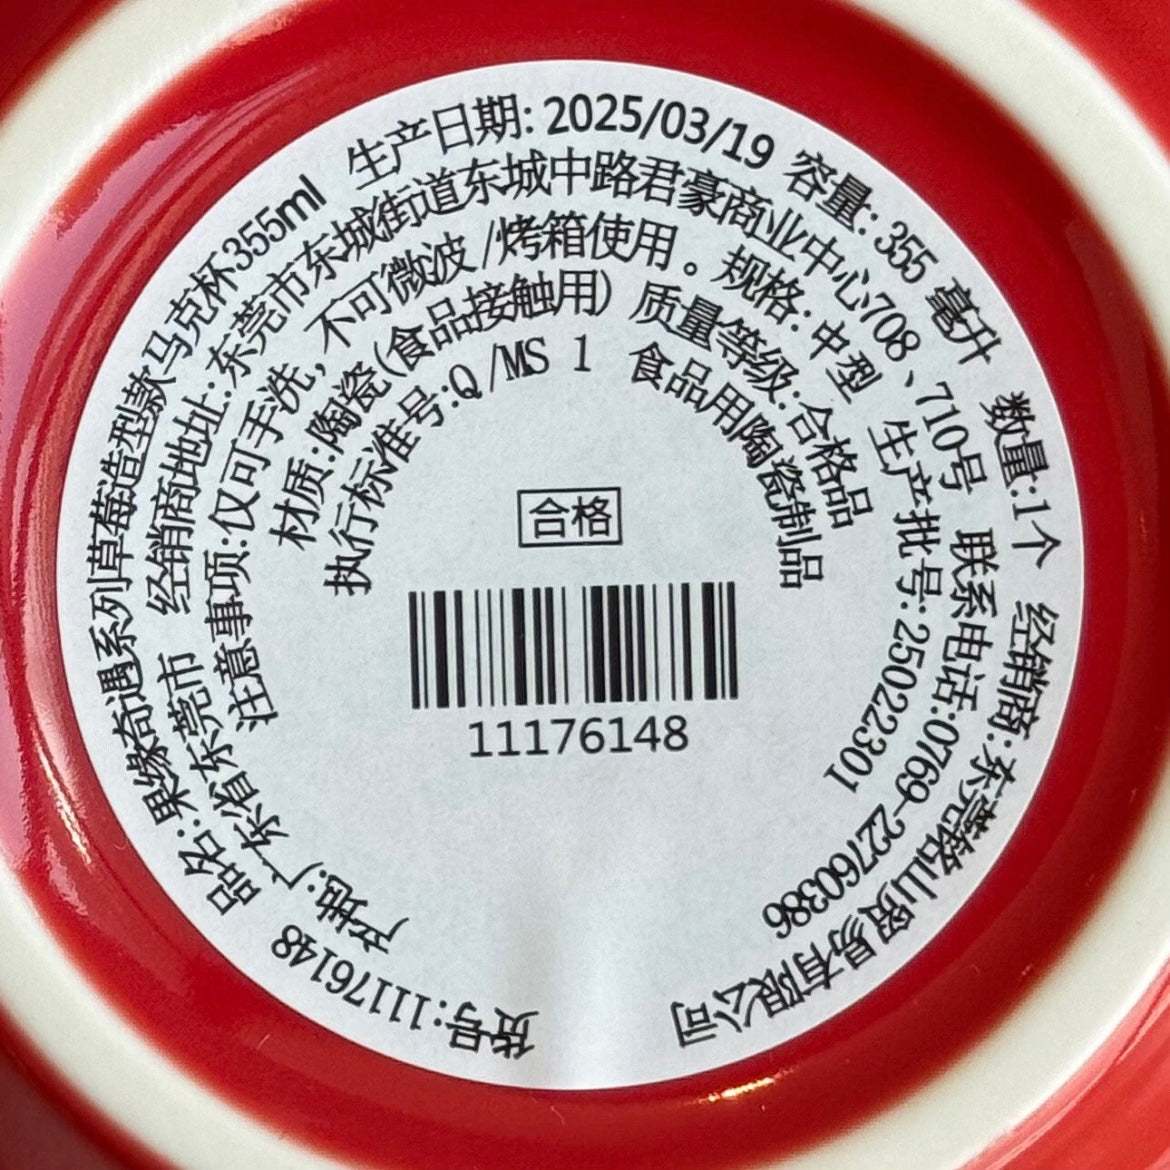 货号:11176148 品名:果缘奇遇系列草莓造型款马克杯355ml 生产日期: 2025/03/19 容量: 355 毫升 数量:1个 经销商:东莞铭山贸易有限公司
产地:广东省东莞市 经销商地址:东莞市东城街道东城中路君豪商业中心708、710号 联系电话:0769-22760386
注意事项:仅可手洗, 不可微波 /烤箱使用。规格: 中型 生产批号: 25022301
材质:陶瓷(食品接触用) 质量等级:合格品
执行标准号:Q /MS 1 食品用陶瓷制品
合格
11176148